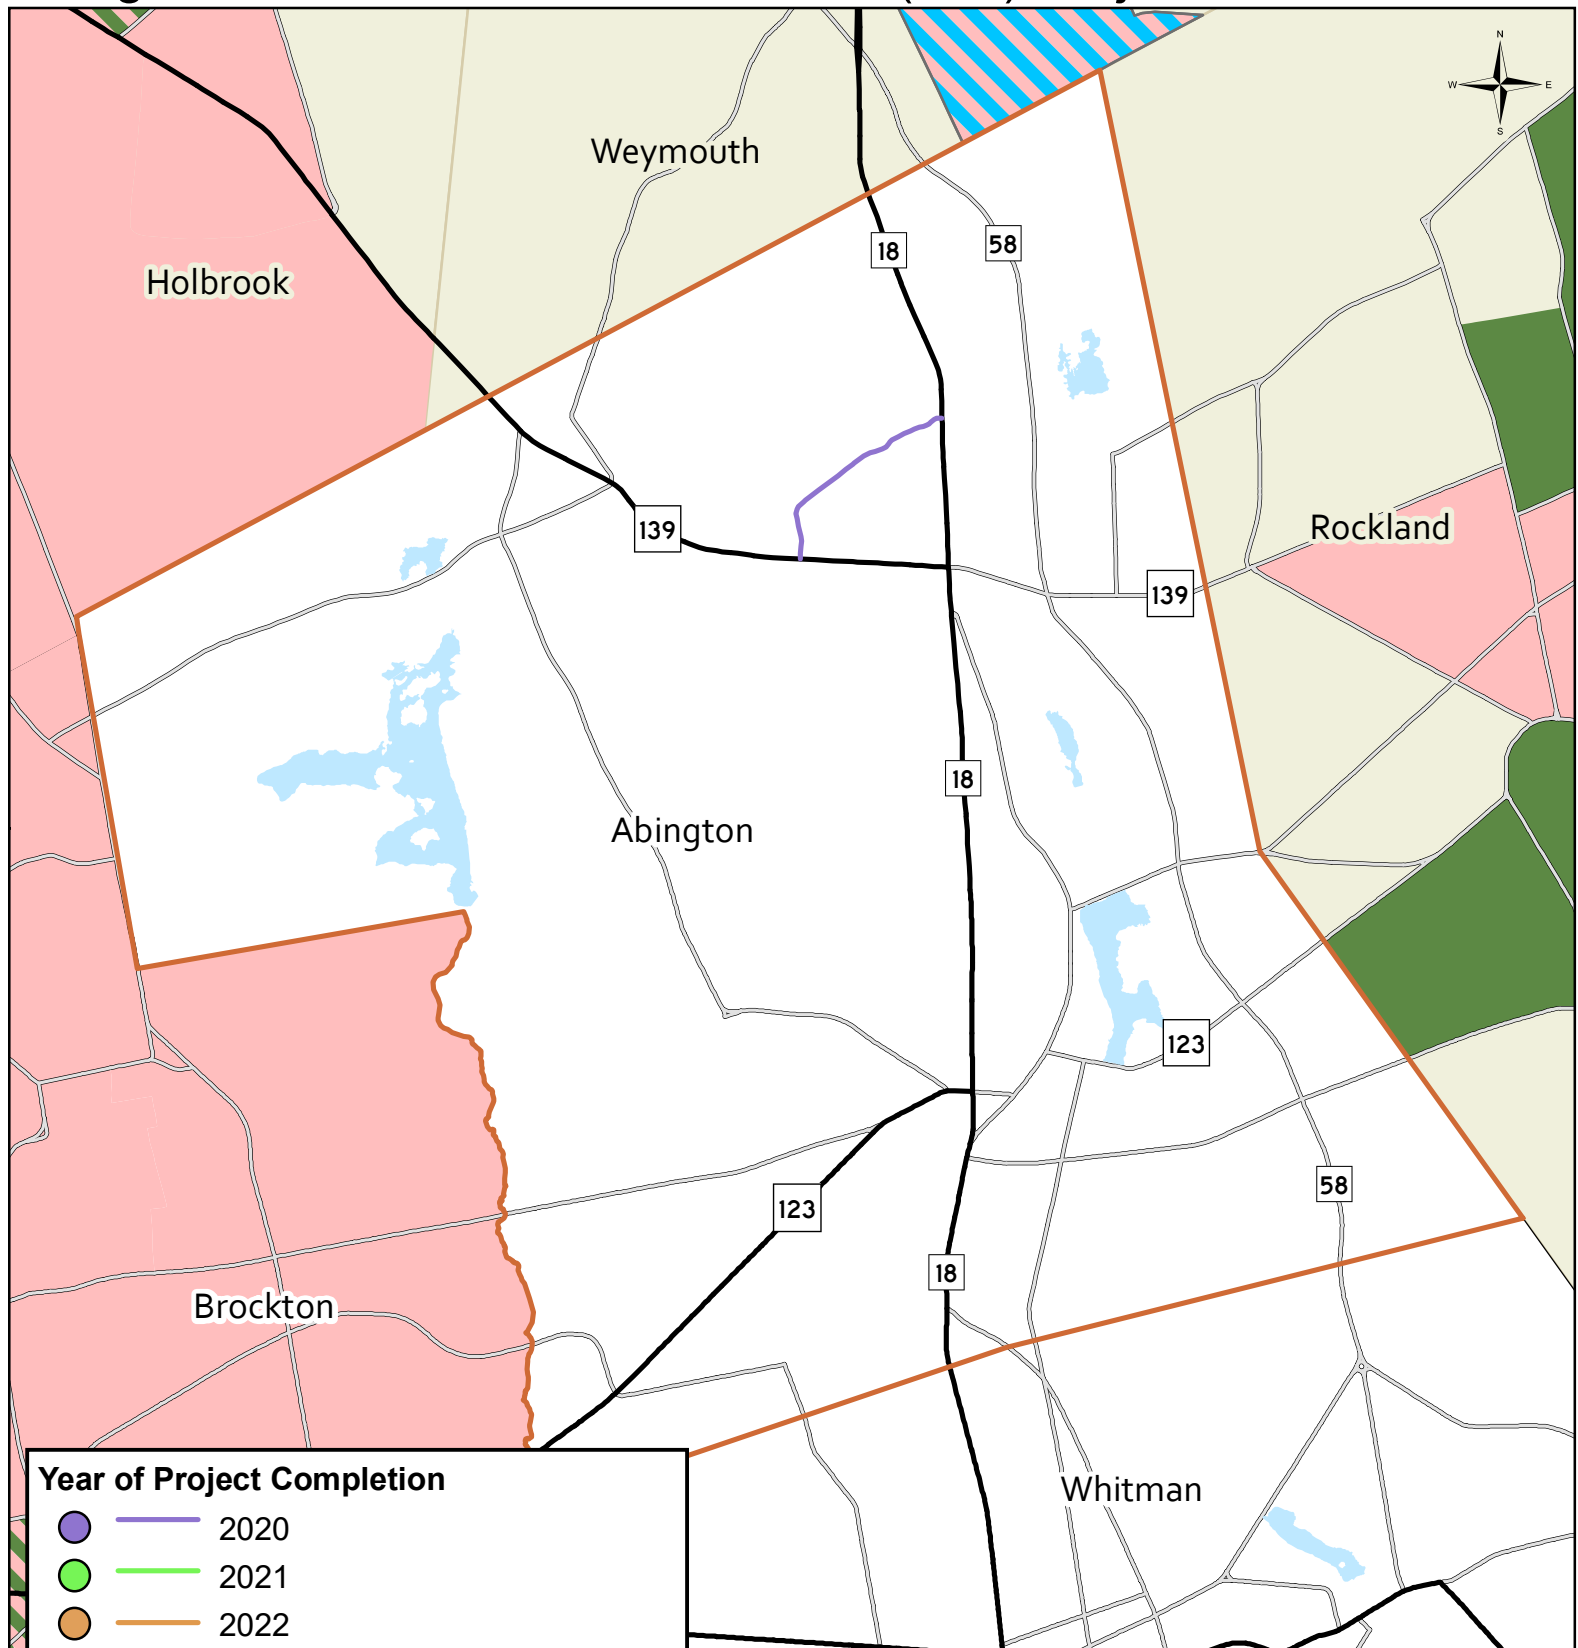 N
W E
S
Weymouth
18
58
Holbrook
139
Rockland
139
18
Abington
123
58
123
18
Brockton
Whitman
Year of Project Completion
2020
2021
2022